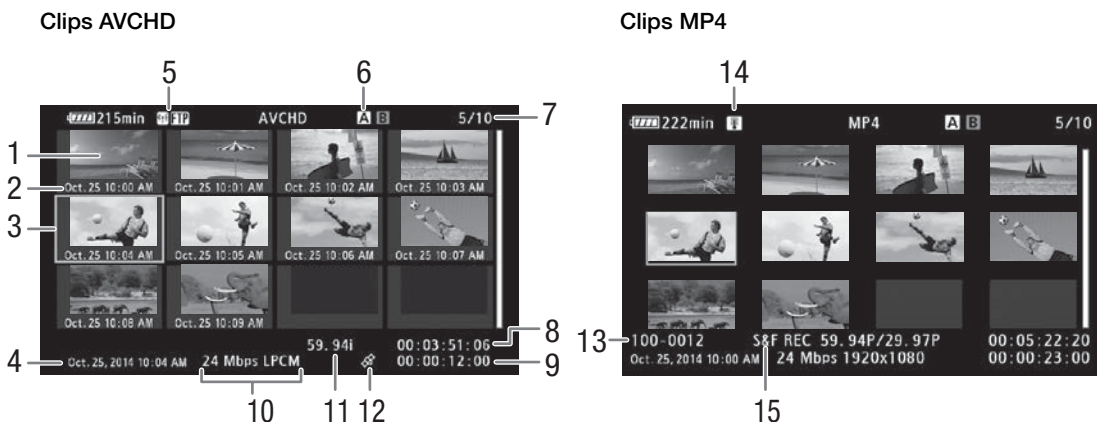 Clips AVCHD
Clips MP4
5
6
14
215min FTP AVCHD A B 5/10
7
222min MP4 A B 5/10
1
2
Oct. 25 10:00 AM Oct. 25 10:01 AM Oct. 25 10:02 AM Oct. 25 10:03 AM
3
Oct. 25 10:04 AM Oct. 25 10:05 AM Oct. 25 10:06 AM Oct. 25 10:07 AM
Oct. 25 10:08 AM Oct. 25 10:09 AM
59.94i 00:03:51:06
8
4
Oct. 25, 2014 10:04 AM 24 Mbps LPCM 00:00:12:00
9
10
11
12
13
100-0012 S&F REC 59.94P/29.97P 00:05:22:20
Oct. 25, 2014 10:00 AM 24 Mbps 1920x1080 00:00:23:00
15